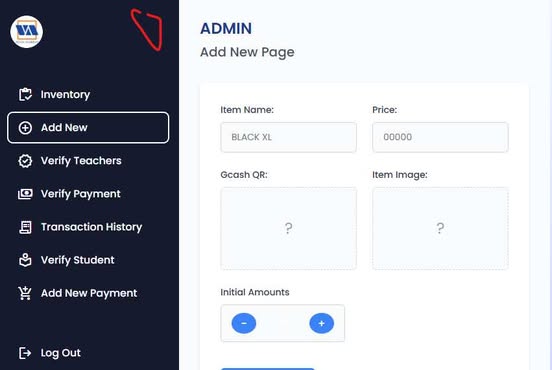 ADMIN
Add New Page
Inventory
Add New
Verify Teachers
Verify Payment
Transaction History
Verify Student
Add New Payment
Log Out
Item Name:
Price:
BLACK XL
00000
Gcash QR:
Item Image:
?
?
Initial Amounts
-
+